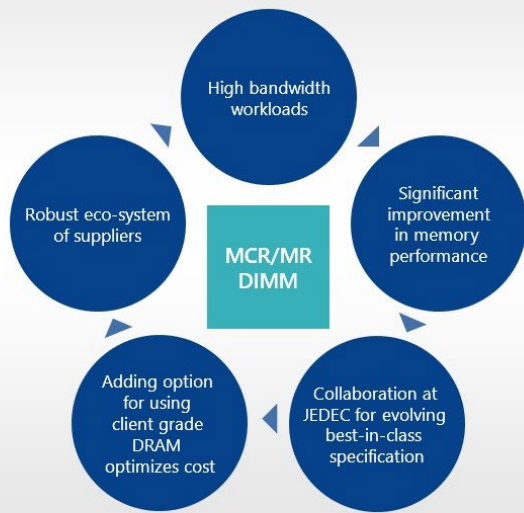 High bandwidth
workloads
Significant
improvement
in memory
performance
Collaboration at
JEDEC for evolving
best-in-class
specification
Adding option
for using
client grade
DRAM
optimizes cost
Robust eco-system
of suppliers
MCR/MR
DIMM